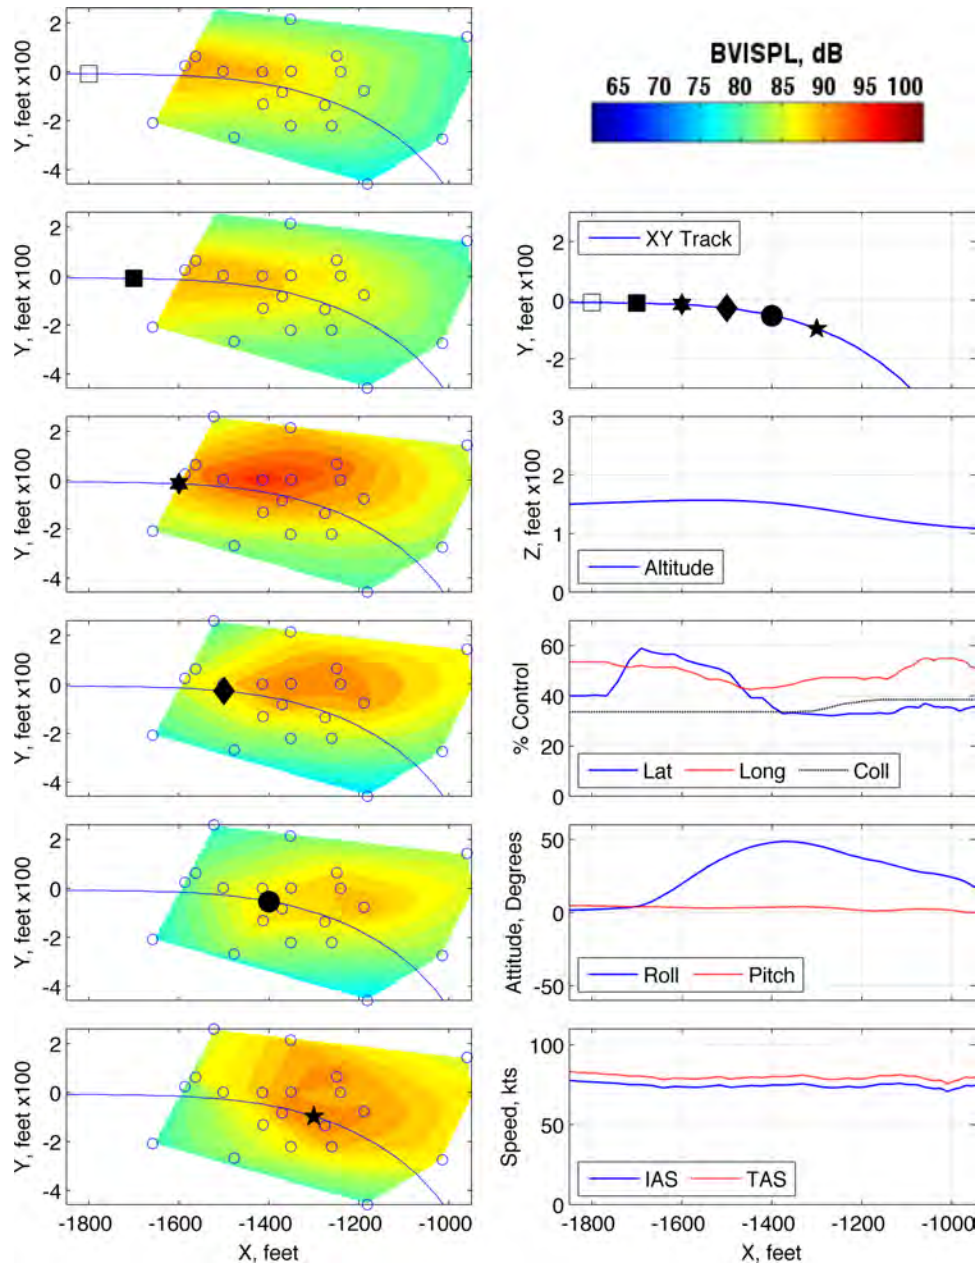 BVISPL, dB
65 70 75 80 85 90 95 100
2
0
-2
-4
Y, feet x100
2
0
-2
-4
Y, feet x100
XY Track
2
0
-2
Y, feet x100
2
0
-2
-4
Y, feet x100
3
2
1
0
Z, feet x100
Altitude
2
0
-2
-4
Y, feet x100
60
40
20
0
% Control
Lat Long Coll
2
0
-2
-4
Y, feet x100
50
0
-50
Attitude, Degrees
Roll Pitch
2
0
-2
-4
Y, feet x100
-1800 -1600 -1400 -1200 -1000
X, feet
100
50
0
Speed, kts
IAS TAS
-1800 -1600 -1400 -1200 -1000
X, feet